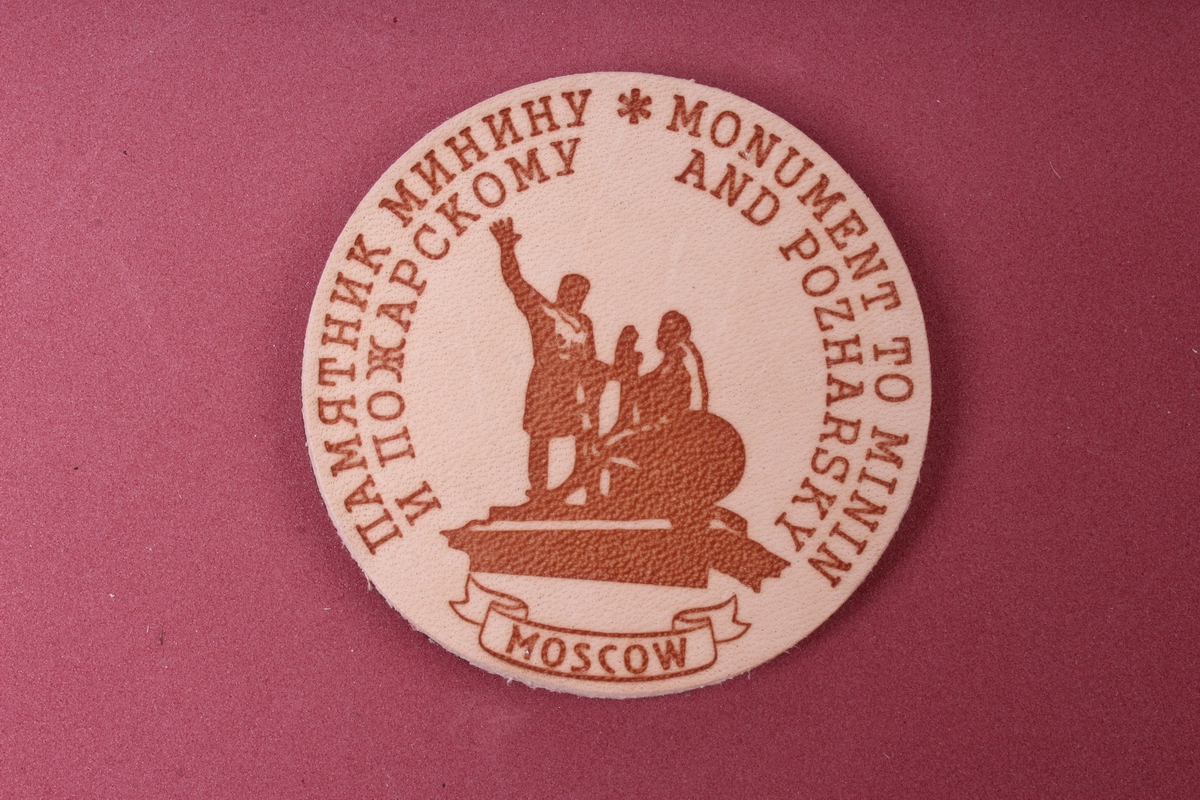 ПАМЯТНИК МИНИНУ
И ПОЖАРСКОМУ
* MONUMENT TO MININ
AND POZHARSKY
MOSCOW